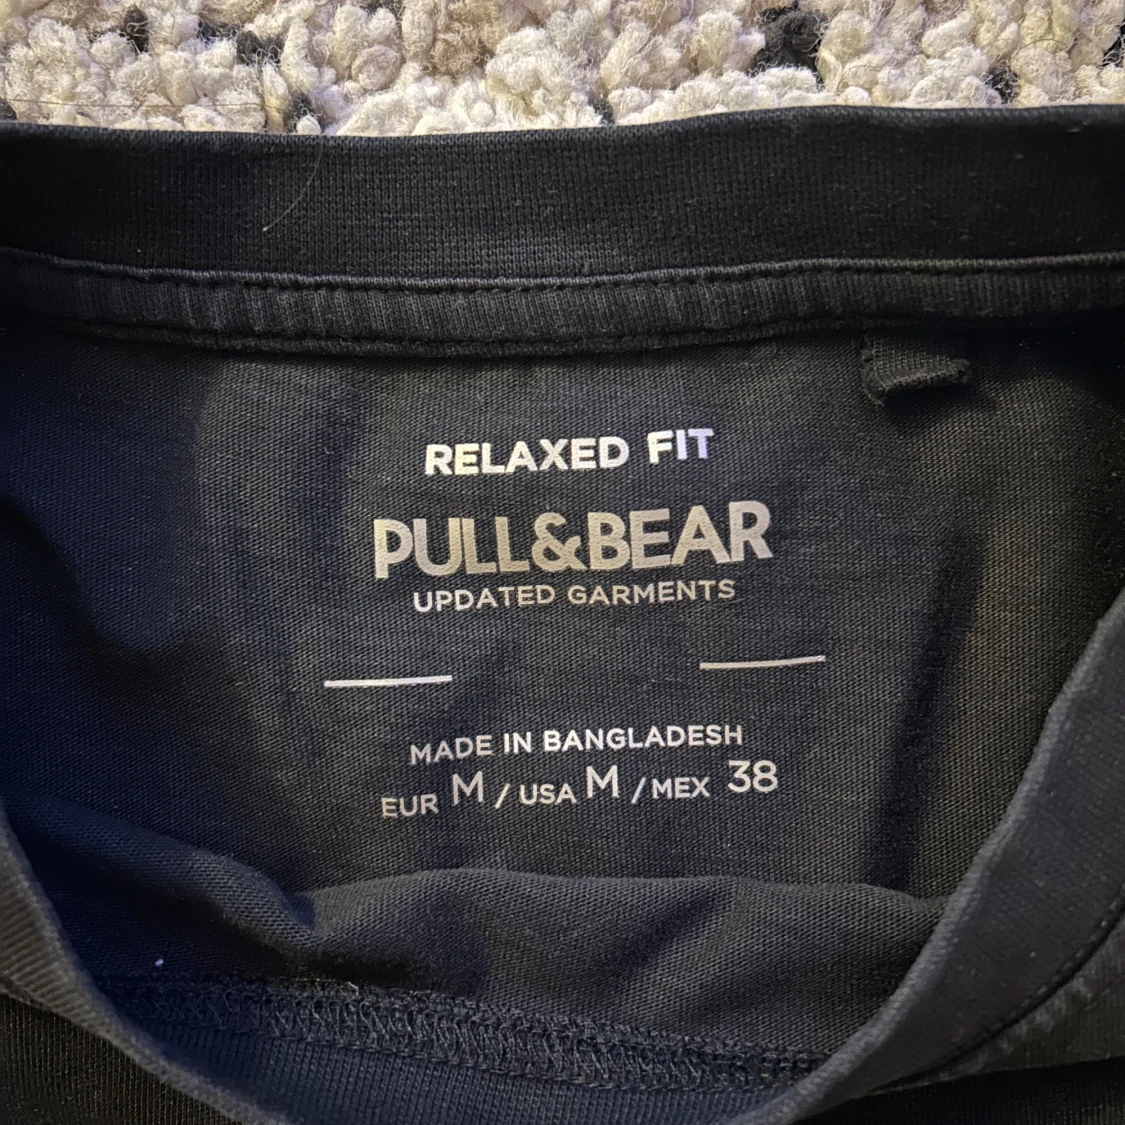 RELAXED FIT
PULL&BEAR
UPDATED GARMENTS
MADE IN BANGLADESH
EUR M / USA M / MEX 38